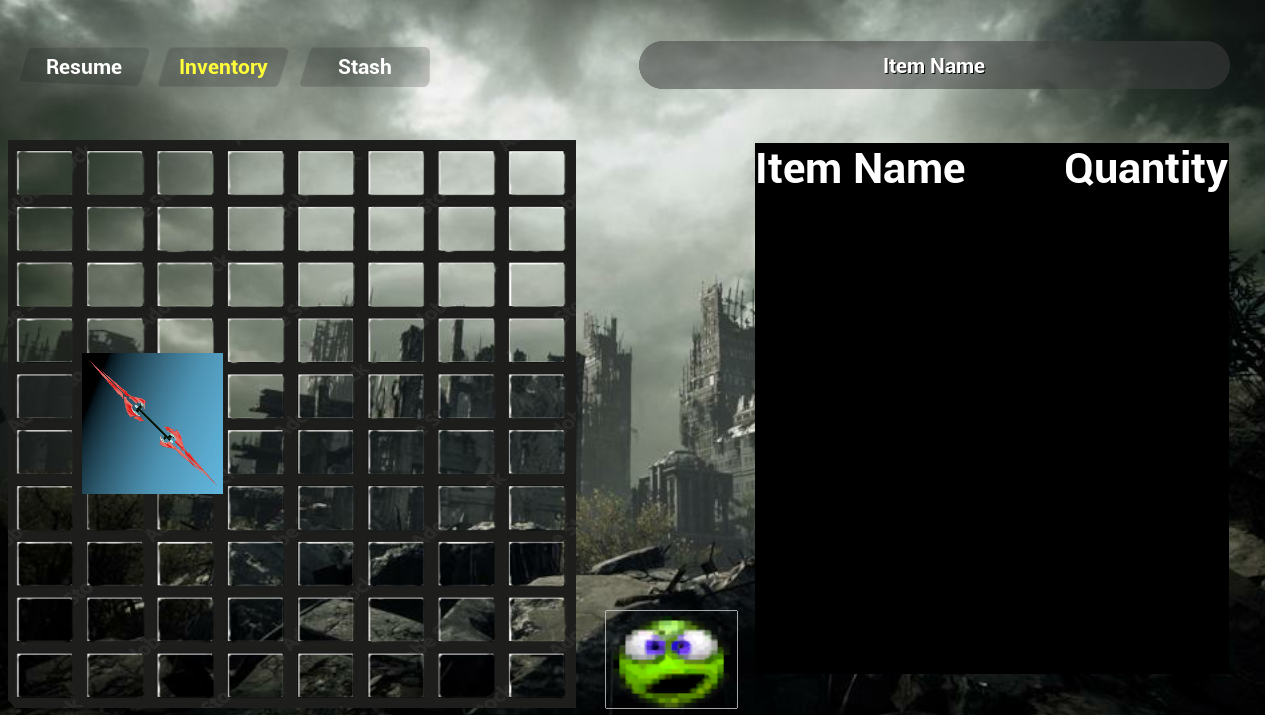 Resume
Inventory
Stash
Item Name
Item Name
Quantity